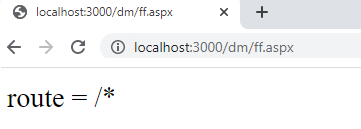 localhost:3000/dm/ff.aspx
localhost:3000/dm/ff.aspx
route = /*